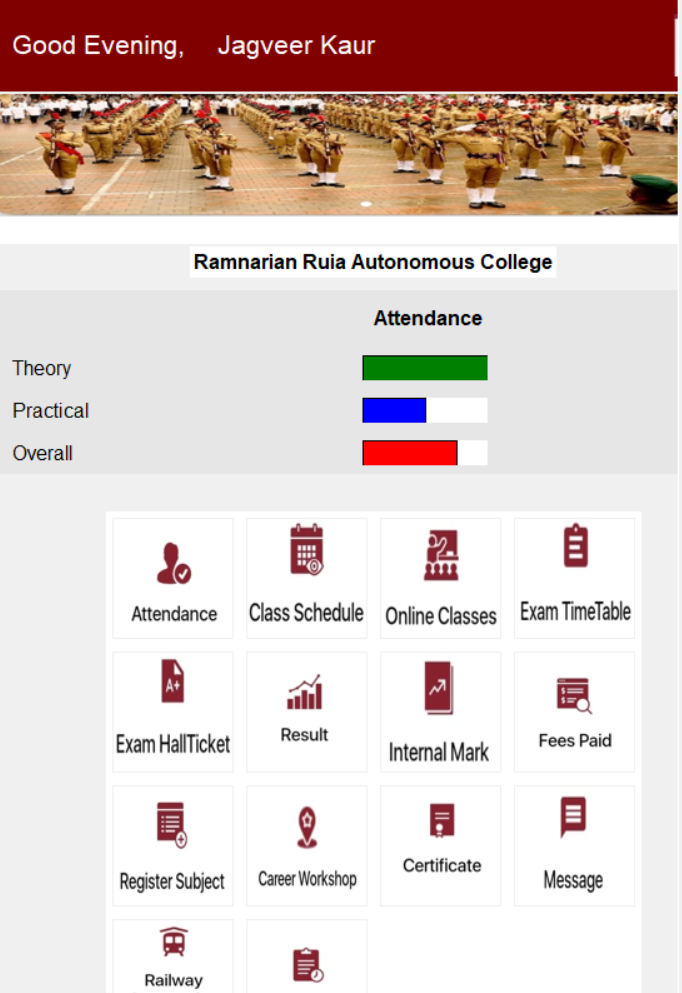 Good Evening, Jagveer Kaur
Ramnarian Ruia Autonomous College
Attendance
Theory
Practical
Overall
Attendance
Class Schedule
Online Classes
Exam TimeTable
A+
Exam HallTicket
Result
Internal Mark
Fees Paid
Register Subject
Career Workshop
Certificate
Message
Railway